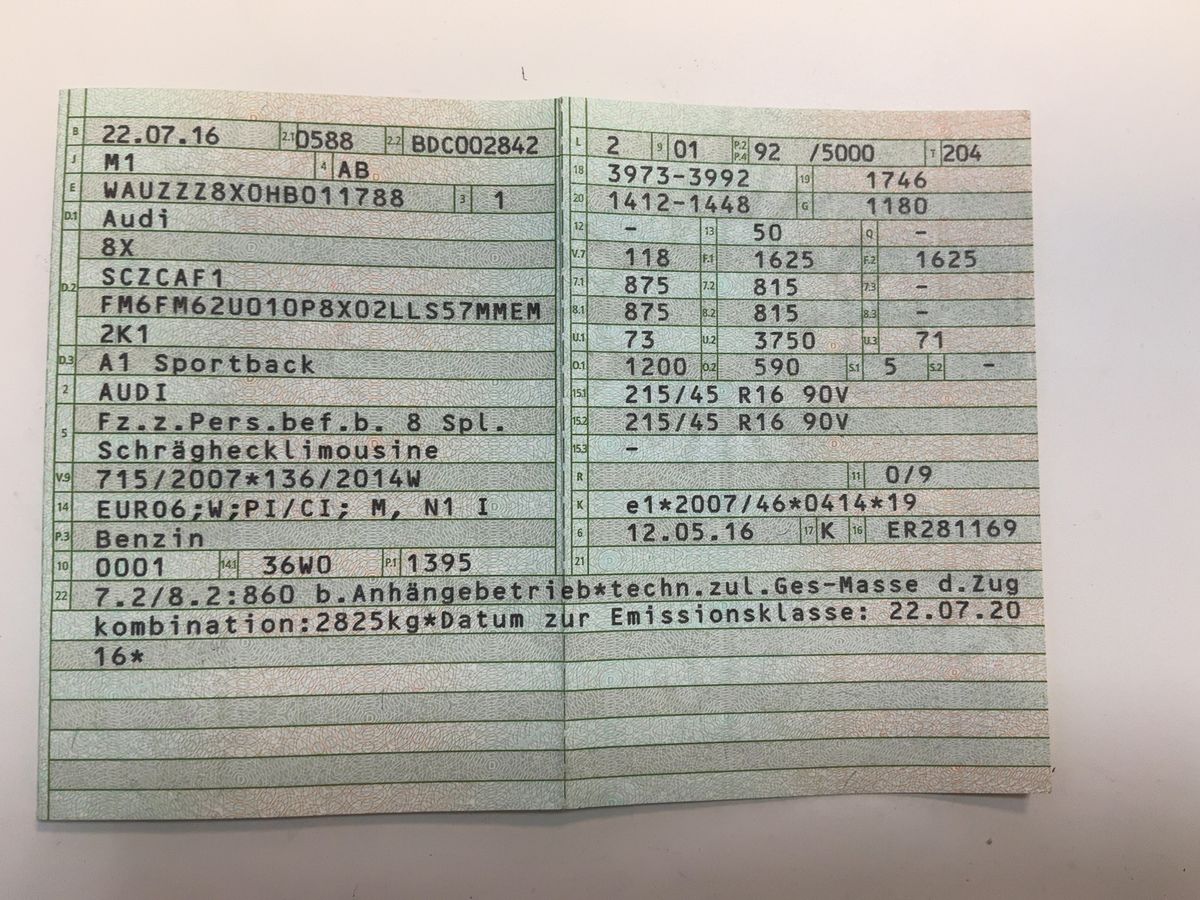 B 22.07.16 2.1 0588 2.2 BDC002842
J M1 4 AB
E WAUZZZ8X0HB011788 3 1
D.1 Audi
8X
D.2 SCZCAF1
FM6FM62U010P8X02LLS57MMEM
2K1
D.3 A1 Sportback
2 AUDI
5 Fz.z.Pers.bef.b. 8 Spl.
Schräghecklimousine
V.9 715/2007*136/2014W
14 EURO6;W;PI/CI; M, N1 I
P.3 Benzin
10 0001 14.1 36W0 P.1 1395
L 2 9 01 P.2 P.4 92 /5000 T 204
18 3973-3992 19 1746
20 1412-1448 G 1180
12 - 13 50 Q -
V.7 118 F.1 1625 F.2 1625
7.1 875 7.2 815 7.3 -
8.1 875 8.2 815 8.3 -
U.1 73 U.2 3750 U.3 71
O.1 1200 O.2 590 S.1 5 S.2 -
15.1 215/45 R16 90V
15.2 215/45 R16 90V
15.3 -
R 11 0/9
K e1*2007/46*0414*19
6 12.05.16 17 K 16 ER281169
21
22 7.2/8.2:860 b.Anhängebetrieb*techn.zul.Ges-Masse d.Zug
kombination:2825kg*Datum zur Emissionsklasse: 22.07.20
16*